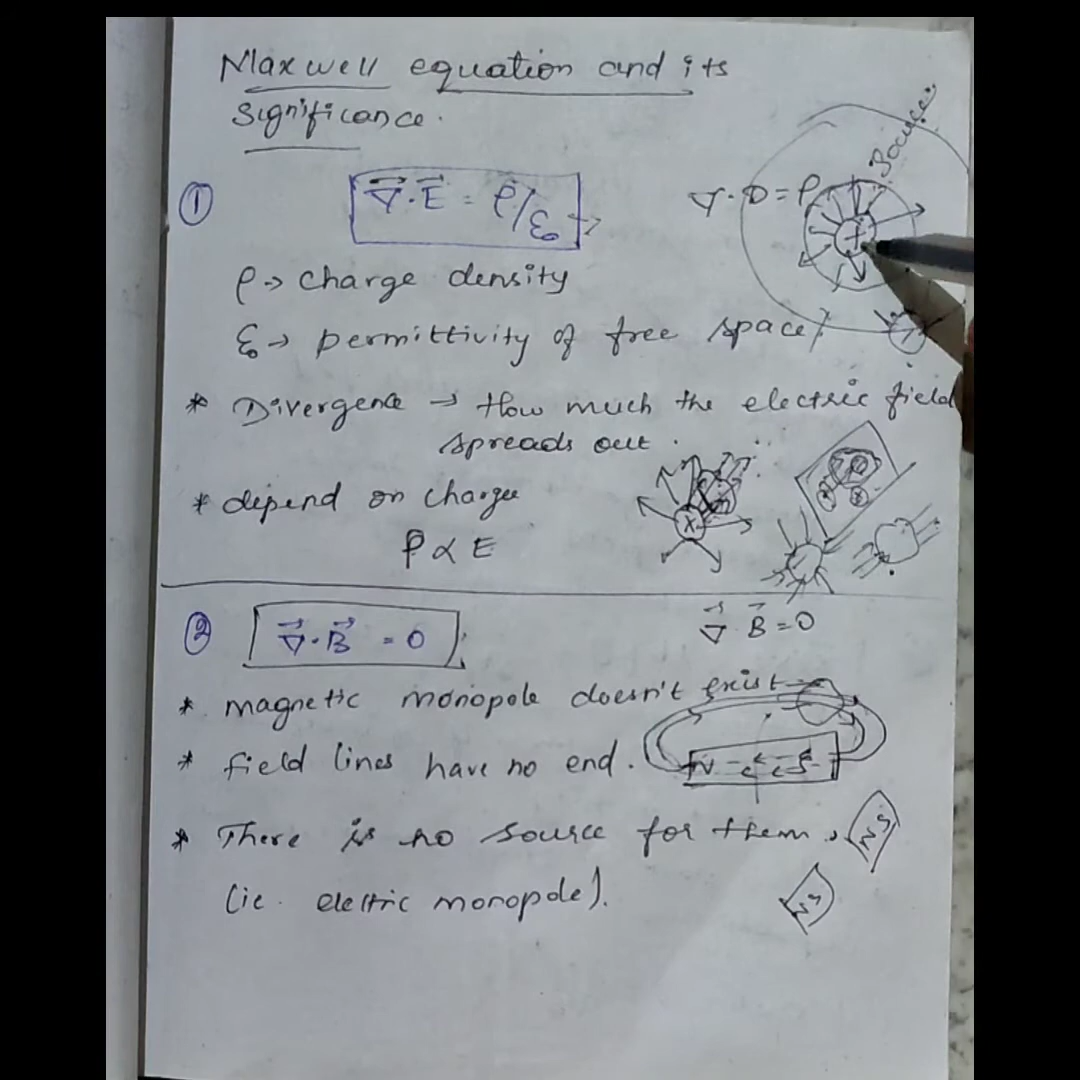 Maxwell equation and its
significance.
① ∇⃗.E⃗ = ρ/ε₀ →
∇.D = ρ
ρ → charge density
ε₀ → permittivity of free space/.
* Divergence → How much the electric field
spreads out.
* depend on charge
ρ ∝ E
② ∇⃗.B⃗ = 0
∇⃗ B⃗ = 0
* magnetic monopole doesn't exist
* field lines have no end.
N S
* There is no source for them.
N S
(ie. electric monopole).
N S